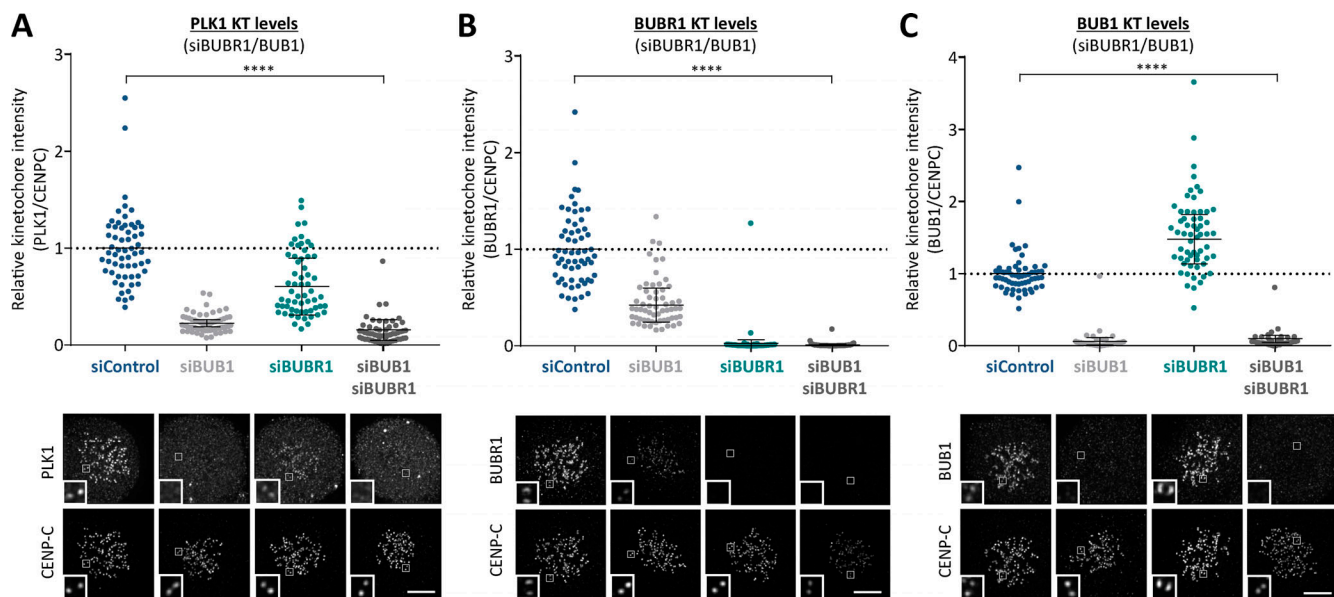 A
PLK1 KT levels
(siBUBR1/BUB1)
****
Relative kinetochore intensity
(PLK1/CENPC)
3
2
1
0
siControl
siBUB1
siBUBR1
siBUB1
siBUBR1
PLK1
CENP-C
B
BUBR1 KT levels
(siBUBR1/BUB1)
****
Relative kinetochore intensity
(BUBR1/CENPC)
3
2
1
0
siControl
siBUB1
siBUBR1
siBUB1
siBUBR1
BUBR1
CENP-C
C
BUB1 KT levels
(siBUBR1/BUB1)
****
Relative kinetochore intensity
(BUB1/CENPC)
4
3
2
1
0
siControl
siBUB1
siBUBR1
siBUB1
siBUBR1
BUB1
CENP-C